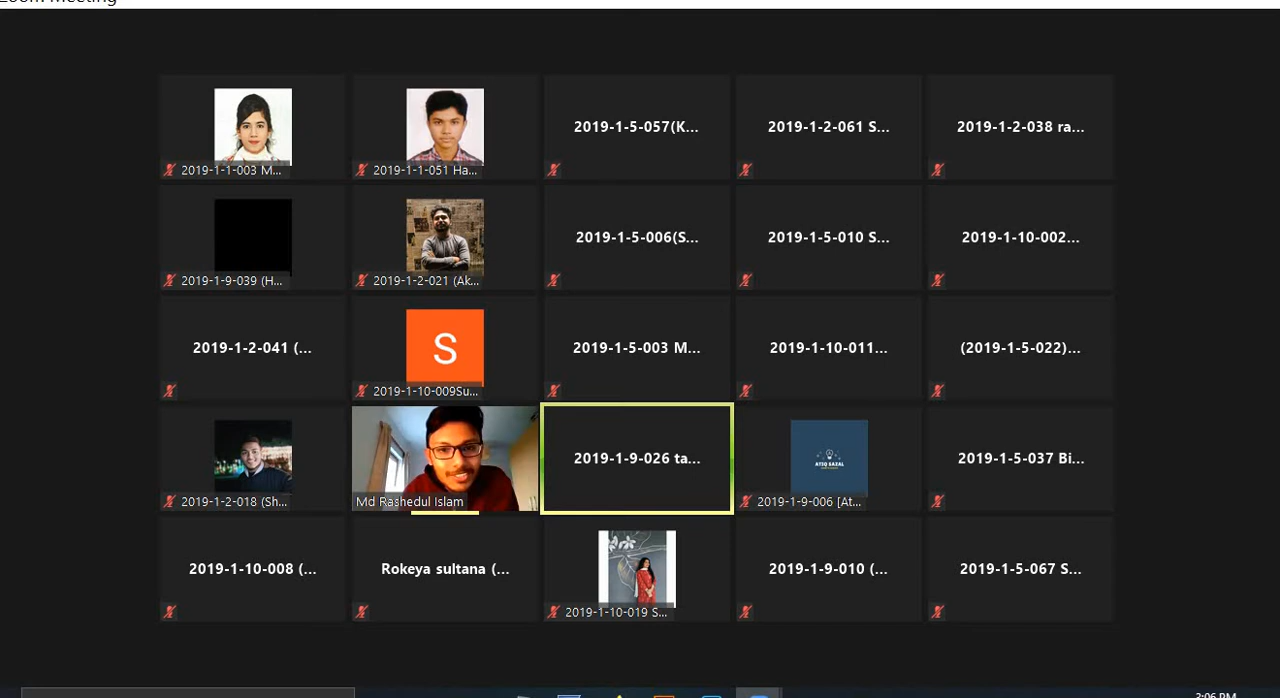 Zoom Meeting
2019-1-1-003 M...
2019-1-1-051 Ha...
2019-1-5-057(K...
2019-1-2-061 S...
2019-1-2-038 ra...
2019-1-9-039 (H...
2019-1-2-021 (Ak...
2019-1-5-006(S...
2019-1-5-010 S...
2019-1-10-002...
2019-1-2-041 (...
S
2019-1-10-009Su...
2019-1-5-003 M...
2019-1-10-011...
(2019-1-5-022)...
2019-1-2-018 (Sh...
Md Rashedul Islam
2019-1-9-026 ta...
ATIQ SAZAL
2019-1-9-006 [At...
2019-1-5-037 Bi...
2019-1-10-008 (...
Rokeya sultana (...
2019-1-10-019 S...
2019-1-9-010 (...
2019-1-5-067 S...
3:06 PM